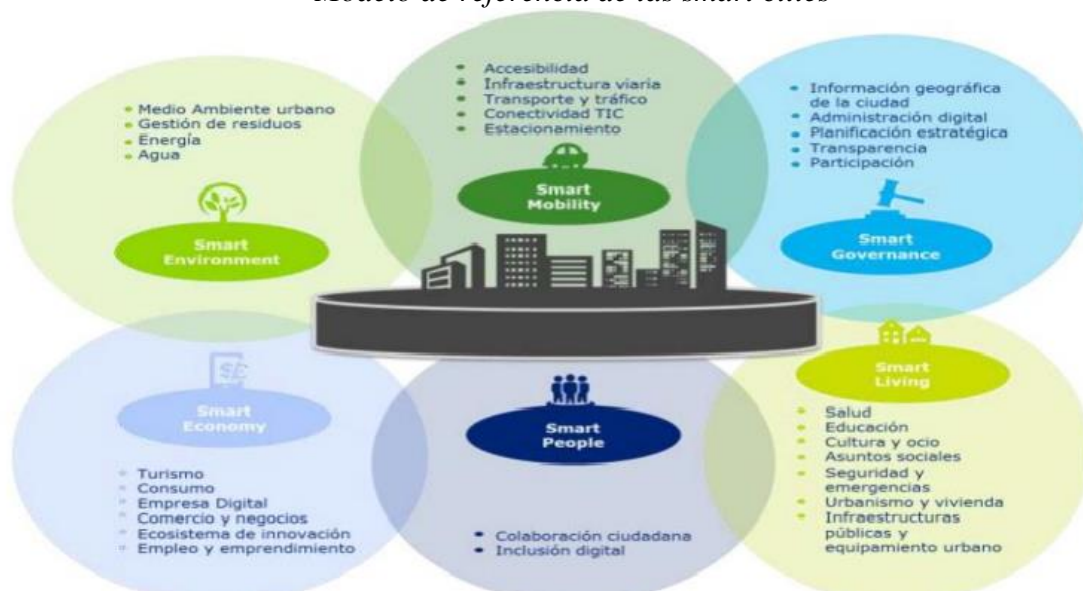 Modelo de referencia de las smart cities
Medio Ambiente urbano
Gestión de residuos
Energía
Agua
Smart
Environment
Accesibilidad
Infraestructura viaria
Transporte y tráfico
Conectividad TIC
Estacionamiento
Smart
Mobility
Información geográfica
de la ciudad
Administración digital
Planificación estratégica
Transparencia
Participación
Smart
Governance
Smart
Economy
Turismo
Consumo
Empresa Digital
Comercio y negocios
Ecosistema de innovación
Empleo y emprendimiento
Smart
People
Colaboración ciudadana
Inclusión digital
Smart
Living
Salud
Educación
Cultura y ocio
Asuntos sociales
Seguridad y
emergencias
Urbanismo y vivienda
Infraestructuras
públicas y
equipamiento urbano